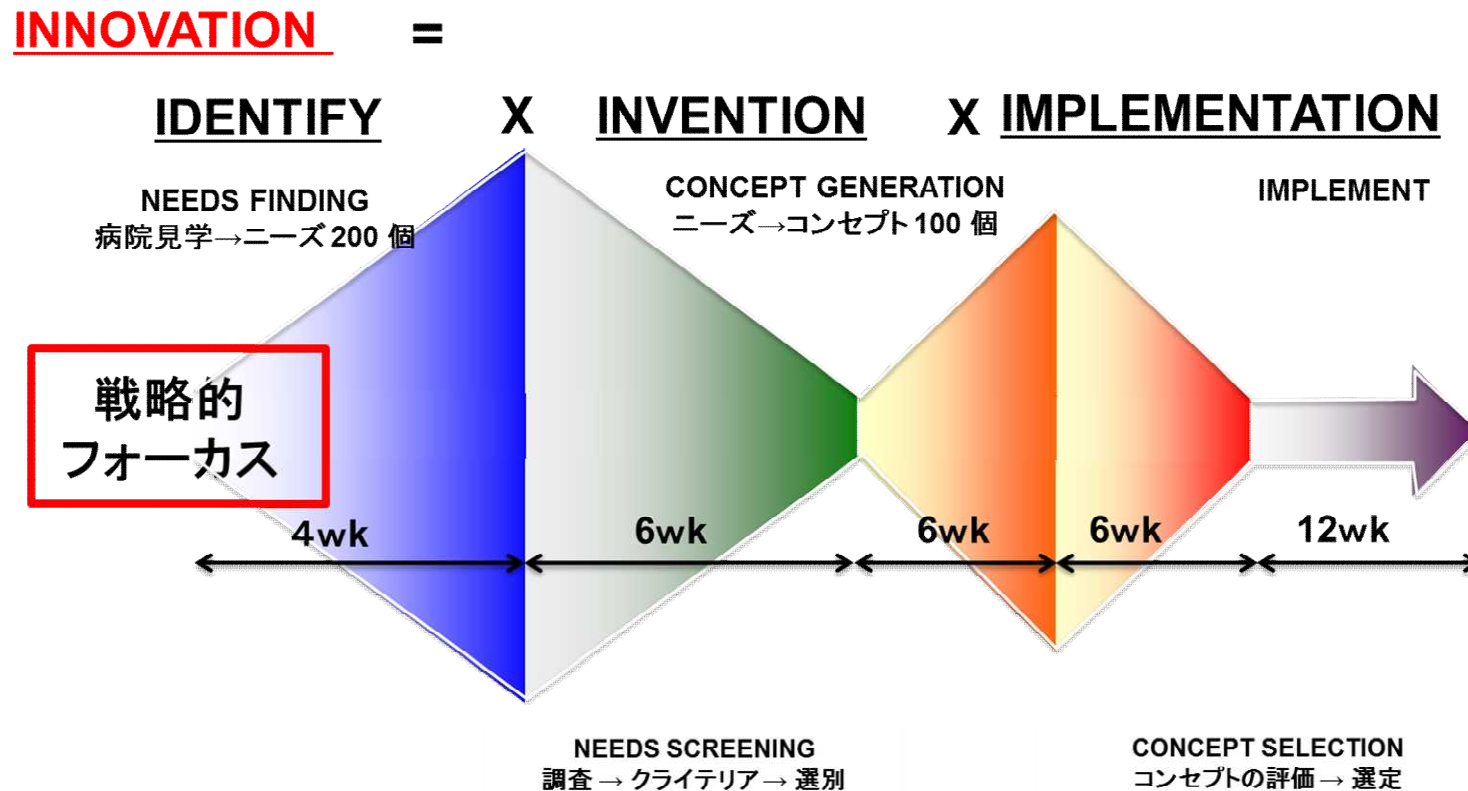 INNOVATION =
IDENTIFY X INVENTION X IMPLEMENTATION
NEEDS FINDING
病院見学→ニーズ200 個
CONCEPT GENERATION
ニーズ→コンセプト100 個
IMPLEMENT
戦略的
フォーカス
4wk
6wk
6wk
6wk
12wk
NEEDS SCREENING
調査 → クライテリア→ 選別
CONCEPT SELECTION
コンセプトの評価→ 選定